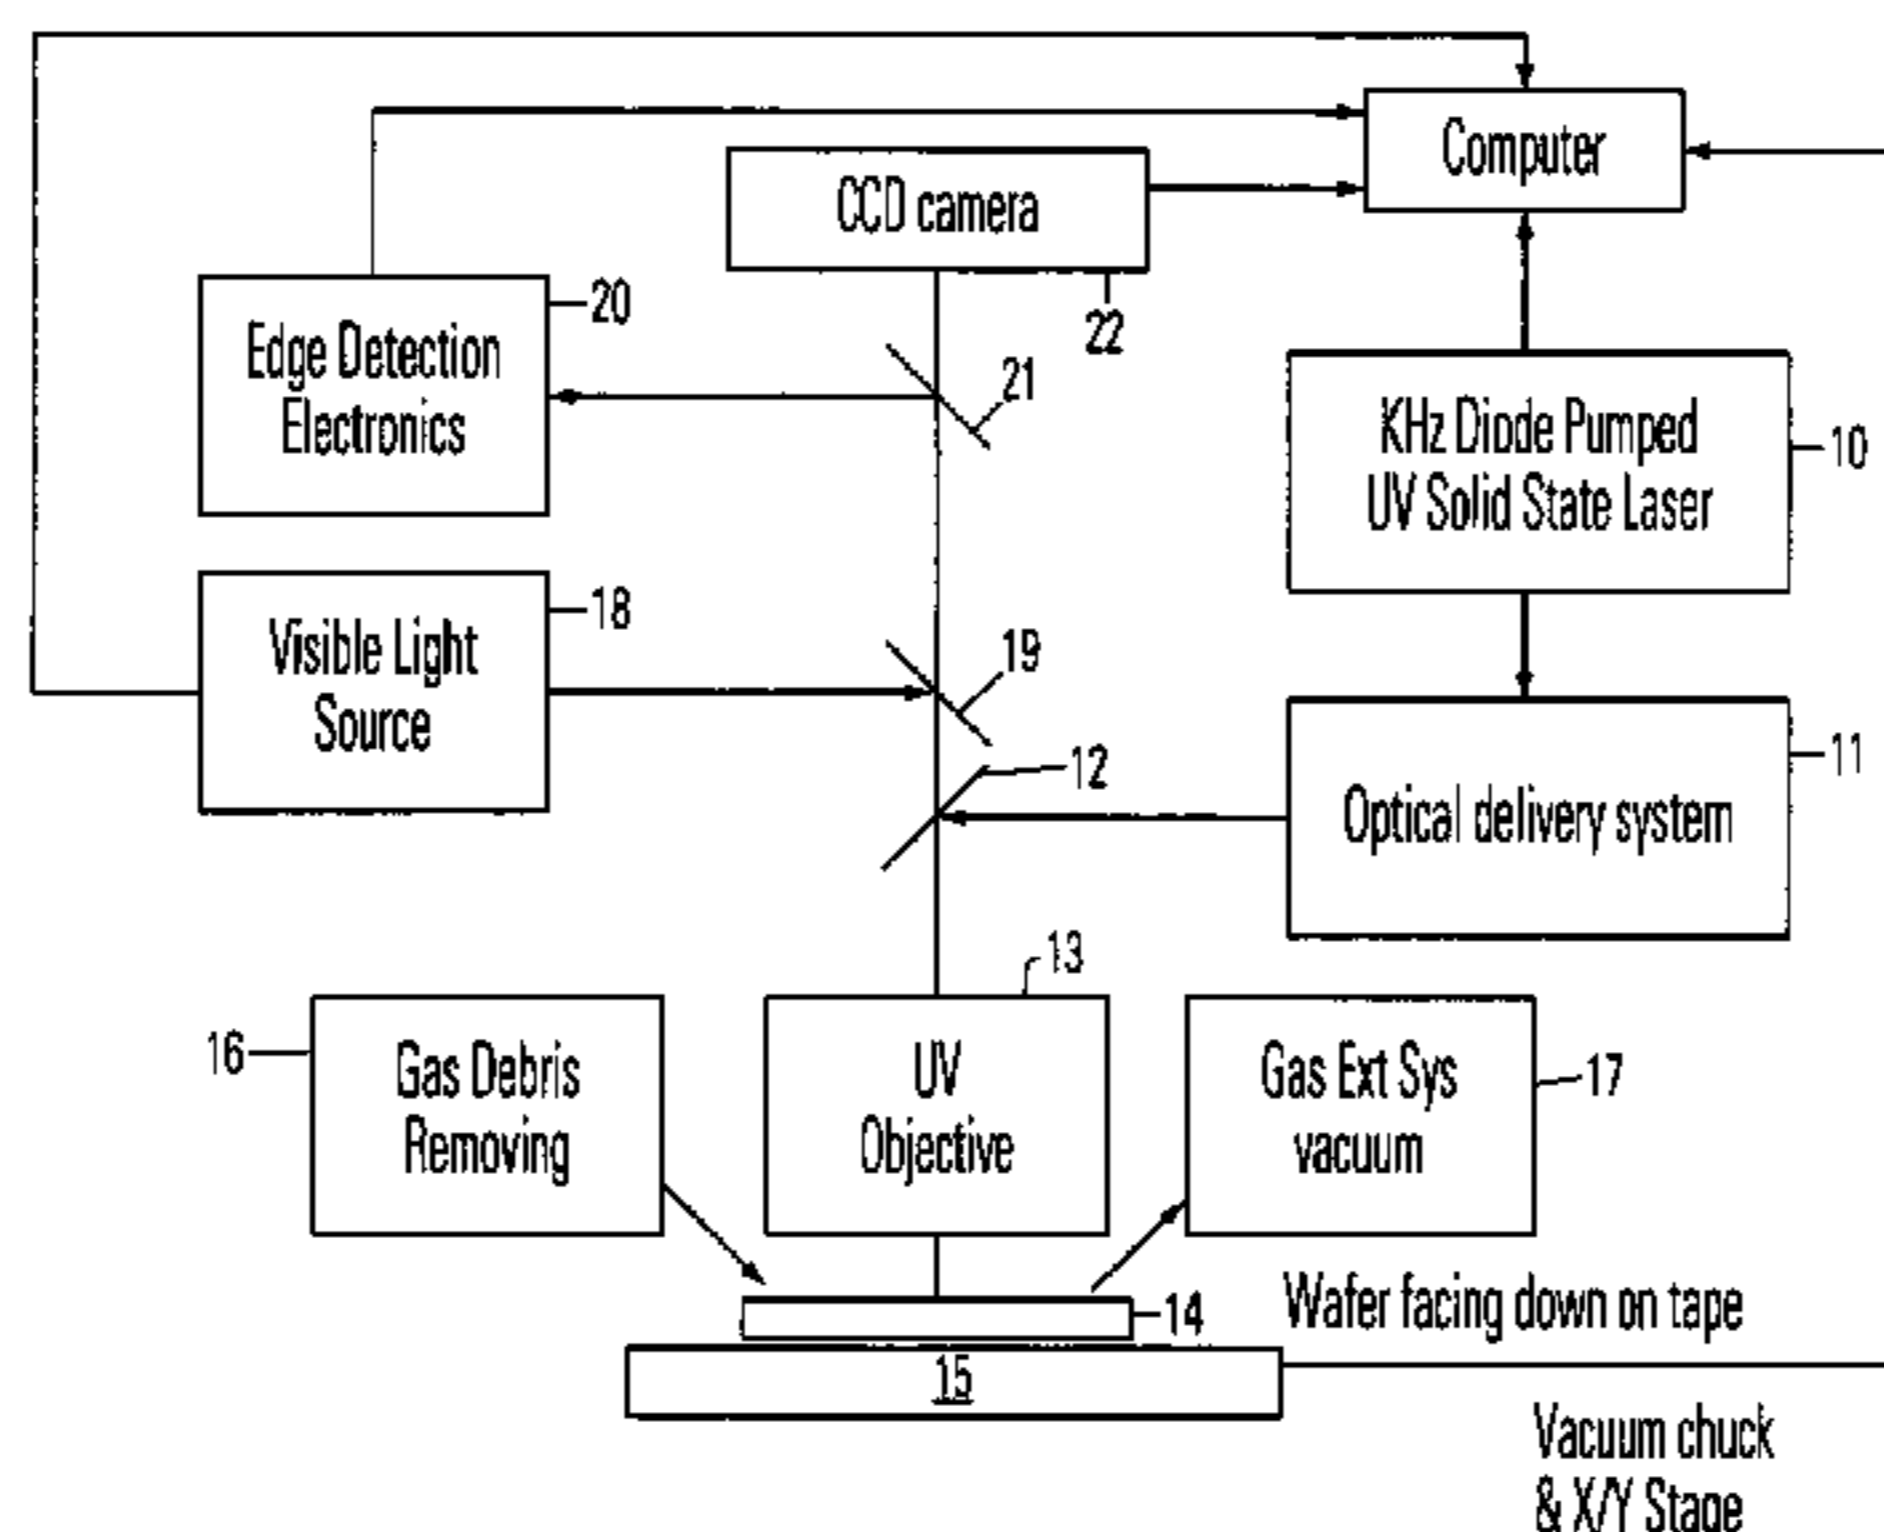 Computer
CCD camera
22
Edge Detection
Electronics
20
21
KHz Diode Pumped
UV Solid State Laser
10
Visible Light
Source
18
19
12
Optical delivery system
11
13
16
Gas Debris
Removing
UV
Objective
Gas Ext Sys
vacuum
17
14
Wafer facing down on tape
15
Vacuum chuck
& X/Y Stage